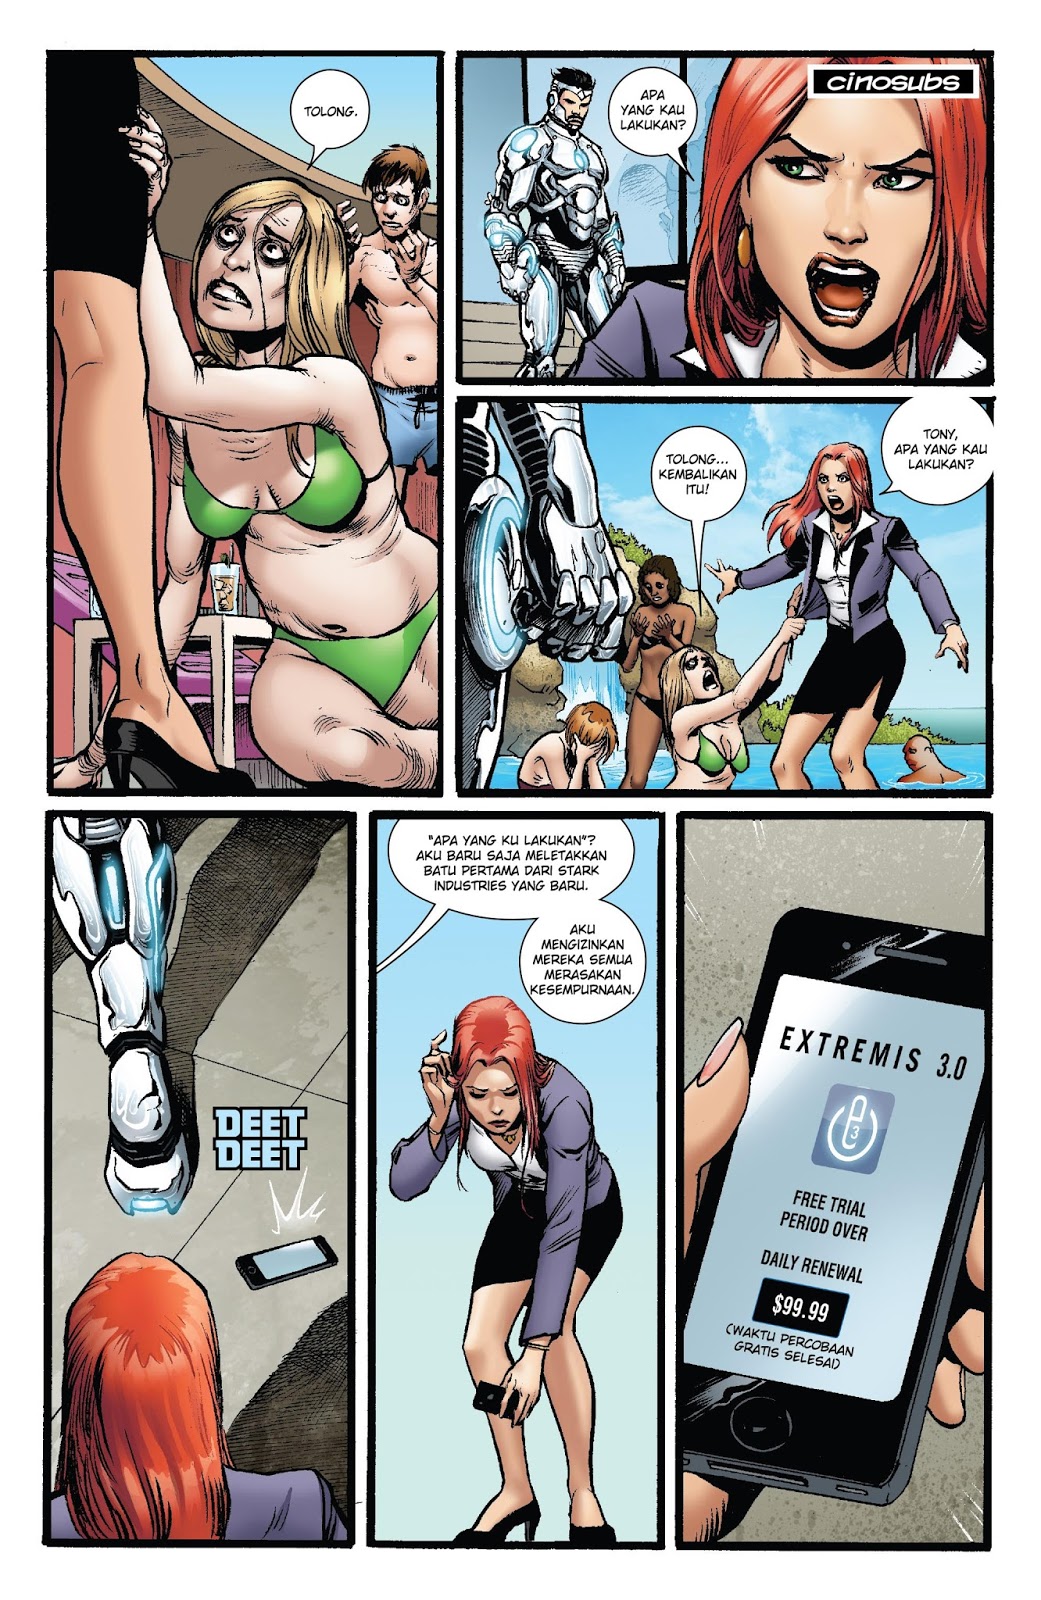 TOLONG.
cinosubs
APA
YANG KAU
LAKUKAN?
TOLONG...
KEMBALIKAN
ITU!
TONY,
APA YANG KAU
LAKUKAN?
DEET
DEET
"APA YANG KU LAKUKAN"?
AKU BARU SAJA MELETAKKAN
BATU PERTAMA DARI STARK
INDUSTRIES YANG BARU.
AKU
MENGIZINKAN
MEREKA SEMUA
MERASAKAN
KESEMPURNAAN.
EXTREMIS 3.0
3
FREE TRIAL
PERIOD OVER
DAILY RENEWAL
$99.99
(WAKTU PERCOBAAN
GRATIS SELESAI)